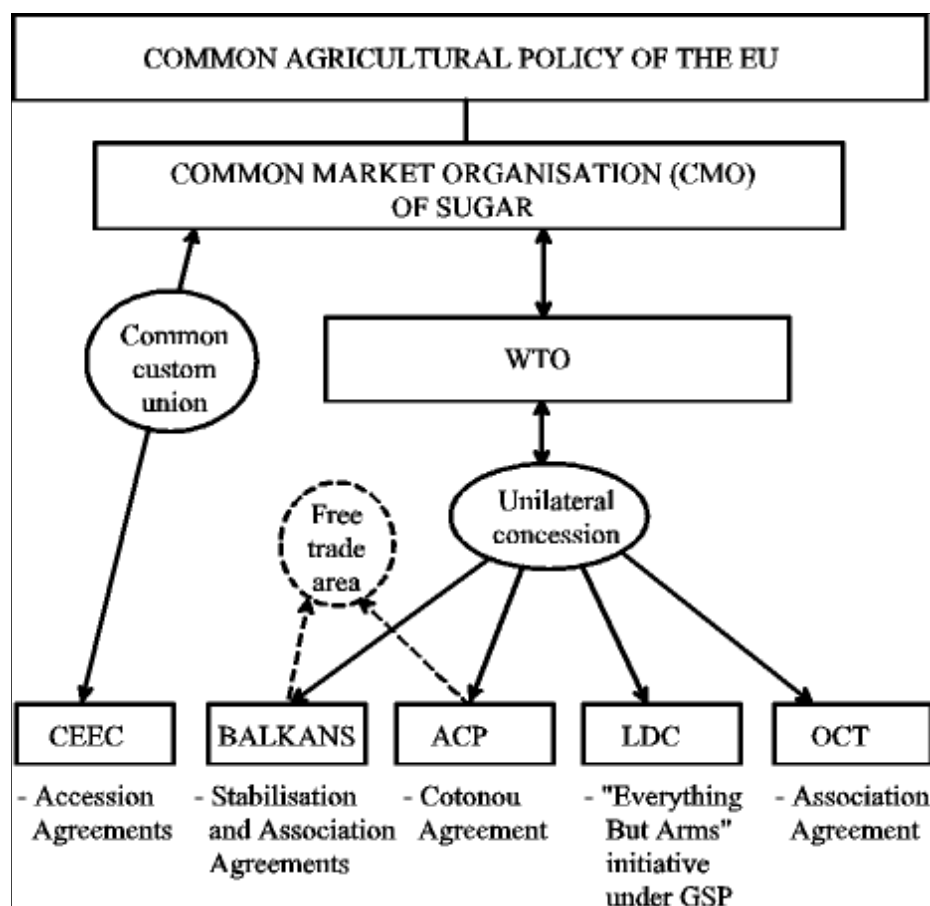 COMMON AGRICULTURAL POLICY OF THE EU
COMMON MARKET ORGANISATION (CMO)
OF SUGAR
Common
custom
union
WTO
Free
trade
area
Unilateral
concession
CEEC
BALKANS
ACP
LDC
OCT
- Accession
Agreements
- Stabilisation
and Association
Agreements
- Cotonou
Agreement
- "Everything
But Arms"
initiative
under GSP
- Association
Agreement